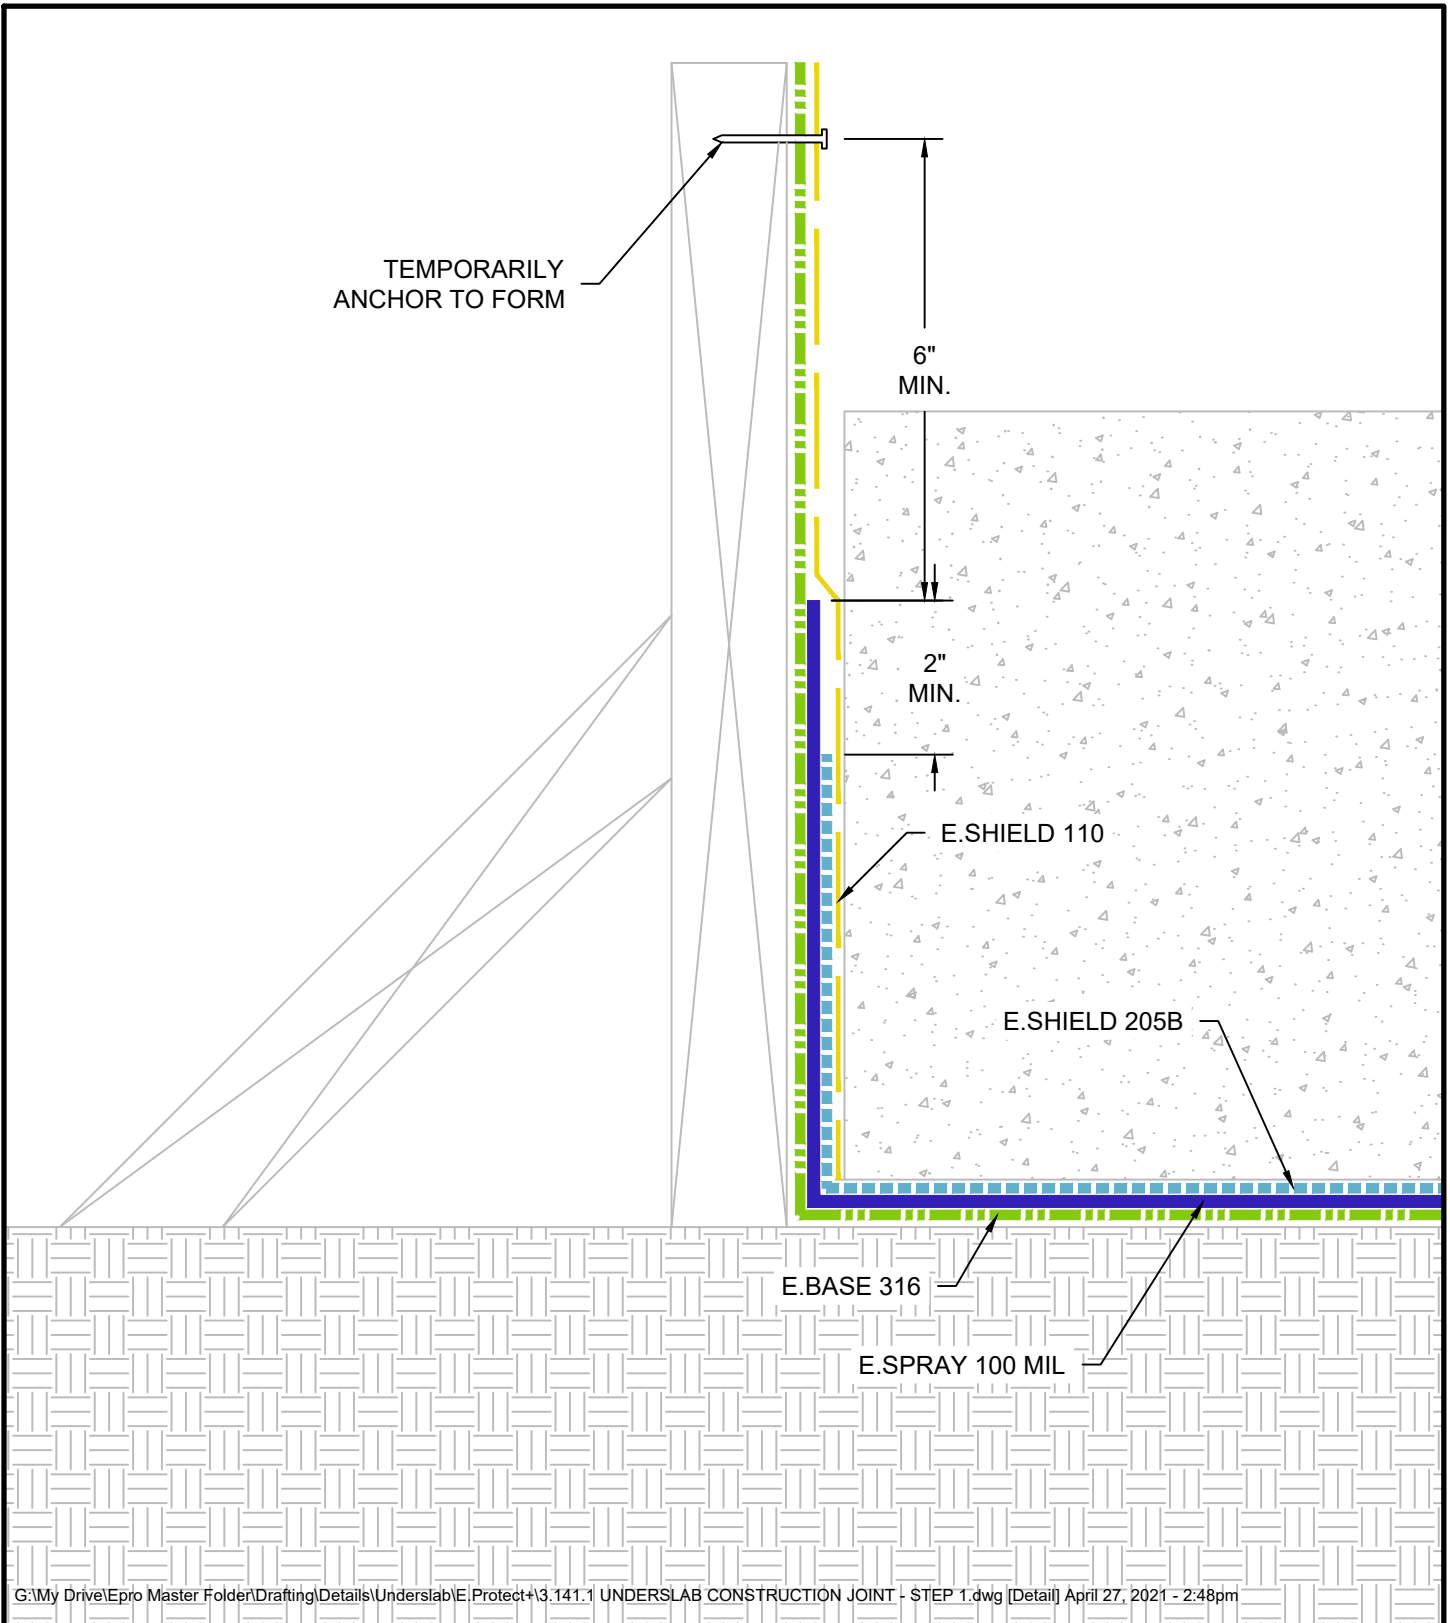 TEMPORARILY
ANCHOR TO FORM
6"
MIN.
2"
MIN.
E.SHIELD 110
E.SHIELD 205B
E.BASE 316
E.SPRAY 100 MIL
G:\My Drive\Epro Master Folder\Drafting\Details\Underslab\E.Protect+\3.141.1 UNDERSLAB CONSTRUCTION JOINT - STEP 1.dwg [Detail] April 27, 2021 - 2:48pm